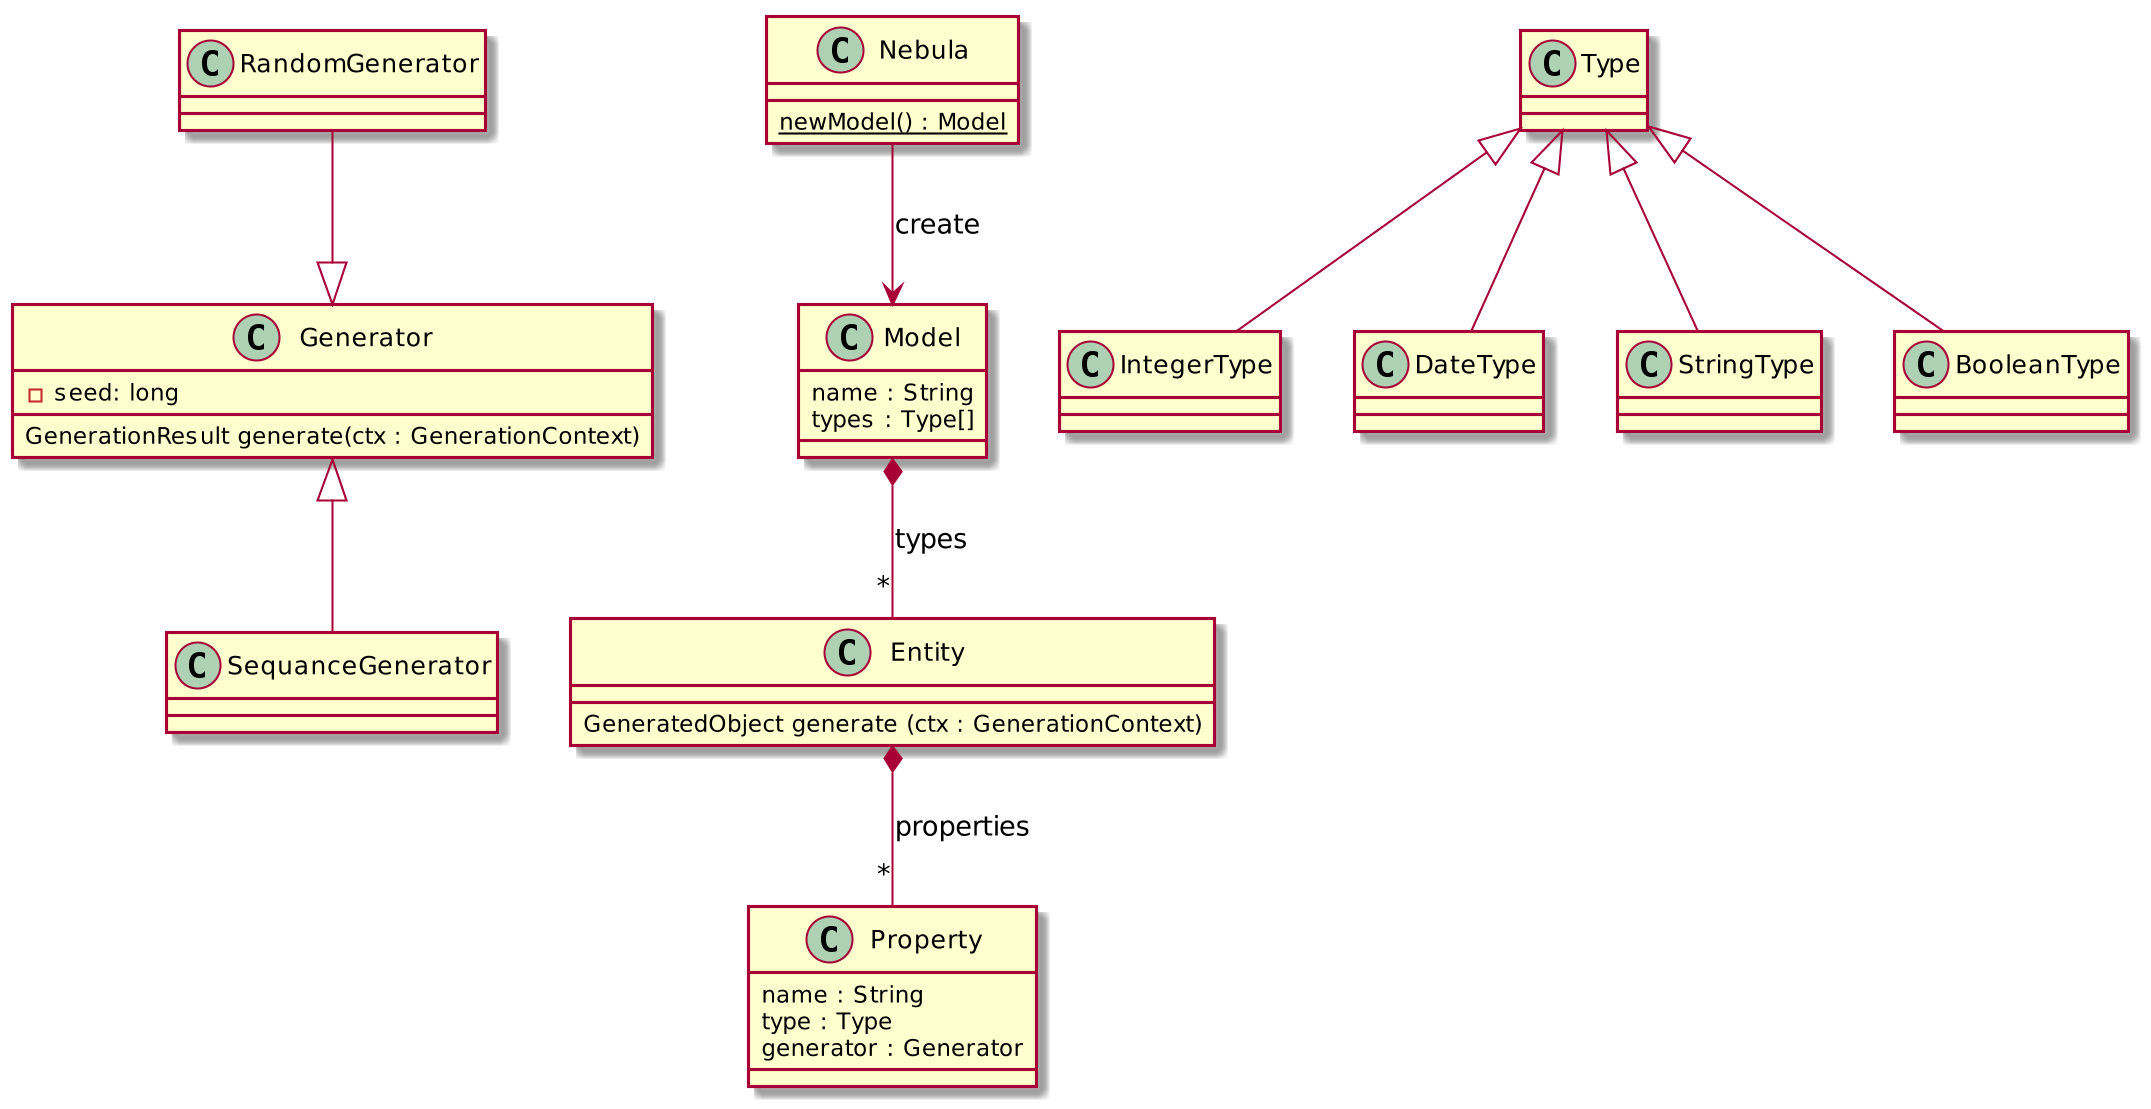 C RandomGenerator
C Nebula
newModel() : Model
C Type
create
C Generator
seed: long
GenerationResult generate(ctx : GenerationContext)
C Model
name : String
types : Type[]
C IntegerType
C DateType
C StringType
C BooleanType
types
*
C SequanceGenerator
C Entity
GeneratedObject generate (ctx : GenerationContext)
properties
*
C Property
name : String
type : Type
generator : Generator